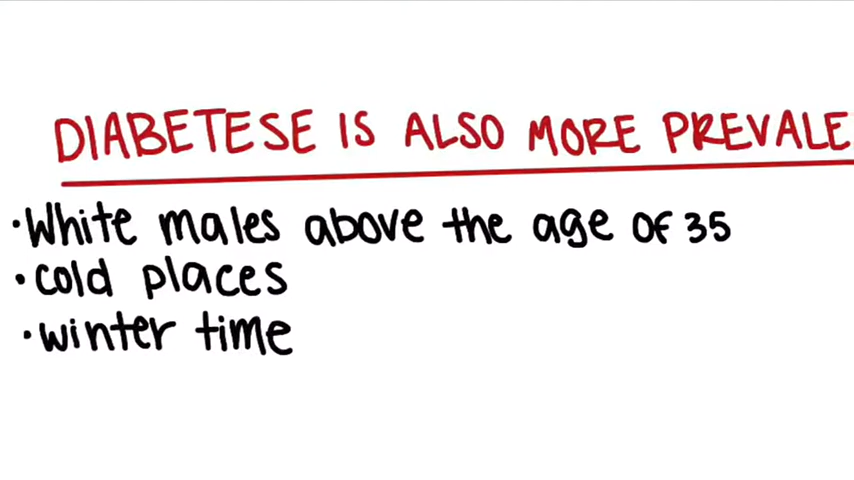 DIABETESE IS ALSO MORE PREVALE
·White males above the age of 35
·cold places
·winter time